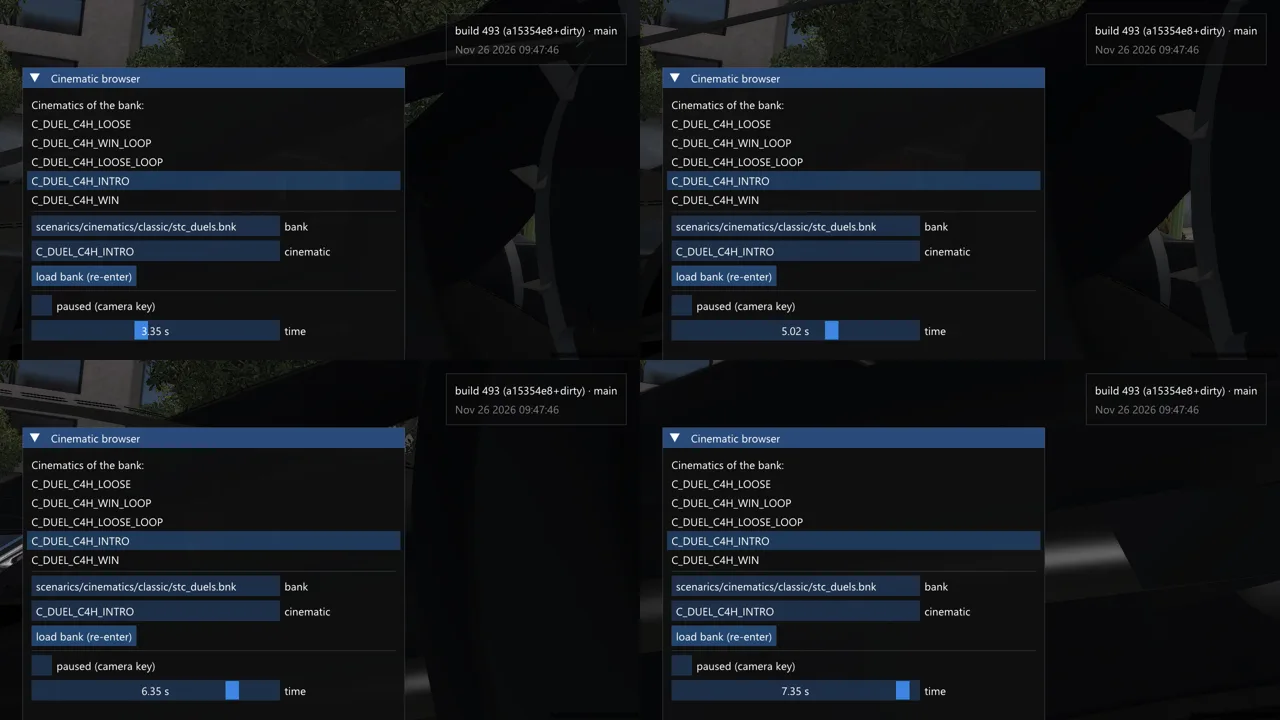 build 493 (a15354e8+dirty) · main
Nov 26 2026 09:47:46
Cinematic browser
Cinematics of the bank:
C_DUEL_C4H_LOOSE
C_DUEL_C4H_WIN_LOOP
C_DUEL_C4H_LOOSE_LOOP
C_DUEL_C4H_INTRO
C_DUEL_C4H_WIN
scenarics/cinematics/classic/stc_duels.bnk bank
C_DUEL_C4H_INTRO cinematic
load bank (re-enter)
paused (camera key)
3.35 s time
build 493 (a15354e8+dirty) · main
Nov 26 2026 09:47:46
Cinematic browser
Cinematics of the bank:
C_DUEL_C4H_LOOSE
C_DUEL_C4H_WIN_LOOP
C_DUEL_C4H_LOOSE_LOOP
C_DUEL_C4H_INTRO
C_DUEL_C4H_WIN
scenarics/cinematics/classic/stc_duels.bnk bank
C_DUEL_C4H_INTRO cinematic
load bank (re-enter)
paused (camera key)
5.02 s time
build 493 (a15354e8+dirty) · main
Nov 26 2026 09:47:46
Cinematic browser
Cinematics of the bank:
C_DUEL_C4H_LOOSE
C_DUEL_C4H_WIN_LOOP
C_DUEL_C4H_LOOSE_LOOP
C_DUEL_C4H_INTRO
C_DUEL_C4H_WIN
scenarics/cinematics/classic/stc_duels.bnk bank
C_DUEL_C4H_INTRO cinematic
load bank (re-enter)
paused (camera key)
6.35 s time
build 493 (a15354e8+dirty) · main
Nov 26 2026 09:47:46
Cinematic browser
Cinematics of the bank:
C_DUEL_C4H_LOOSE
C_DUEL_C4H_WIN_LOOP
C_DUEL_C4H_LOOSE_LOOP
C_DUEL_C4H_INTRO
C_DUEL_C4H_WIN
scenarics/cinematics/classic/stc_duels.bnk bank
C_DUEL_C4H_INTRO cinematic
load bank (re-enter)
paused (camera key)
7.35 s time